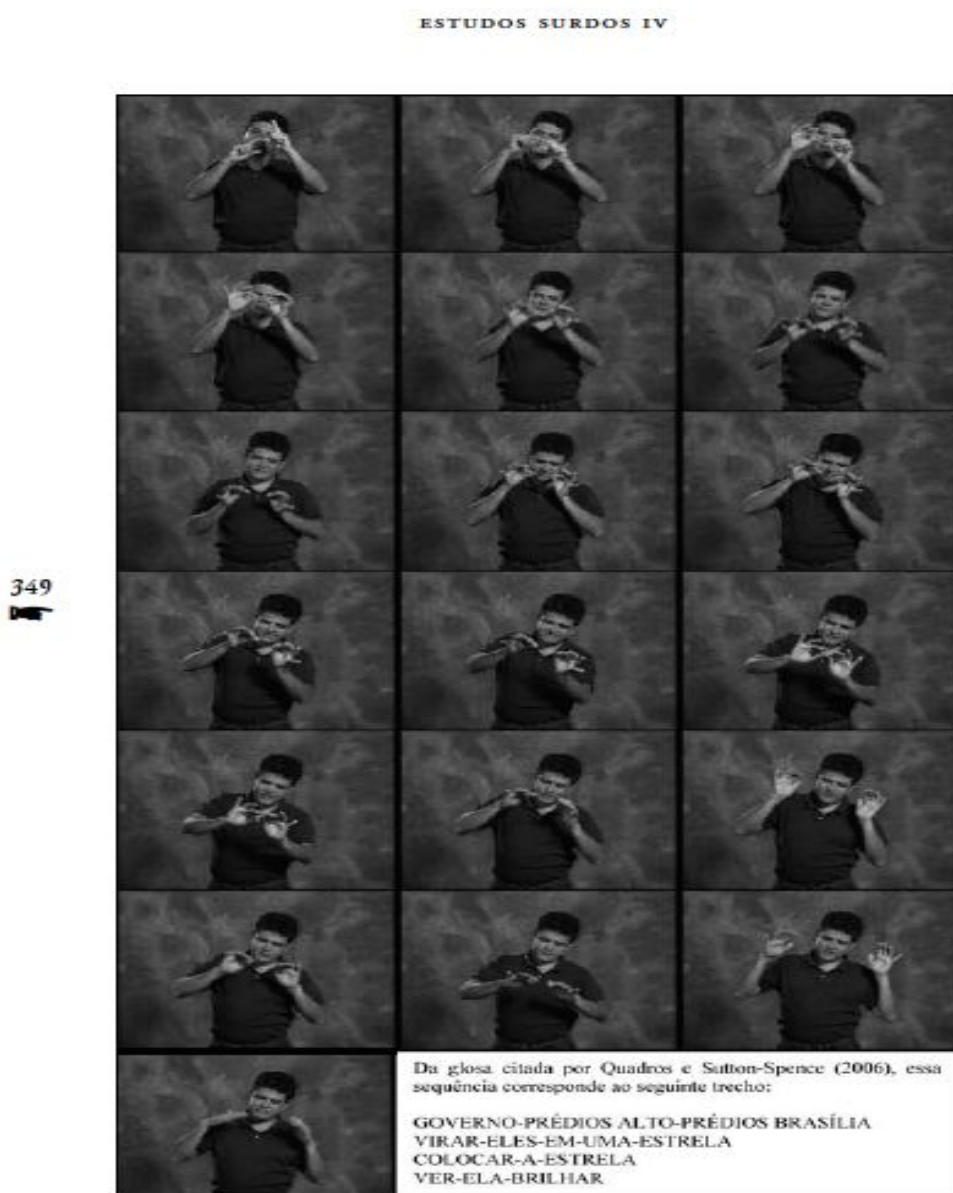 ESTUDOS SURDOS IV
349
Da glosa citada por Quadros e Sutton-Spence (2006), essa
sequência corresponde ao seguinte trecho:
GOVERNO-PRÉDIOS ALTO-PRÉDIOS BRASÍLIA
VIRAR-ELES-EM-UMA-ESTRELA
COLOCAR-A-ESTRELA
VER-ELA-BRILHAR